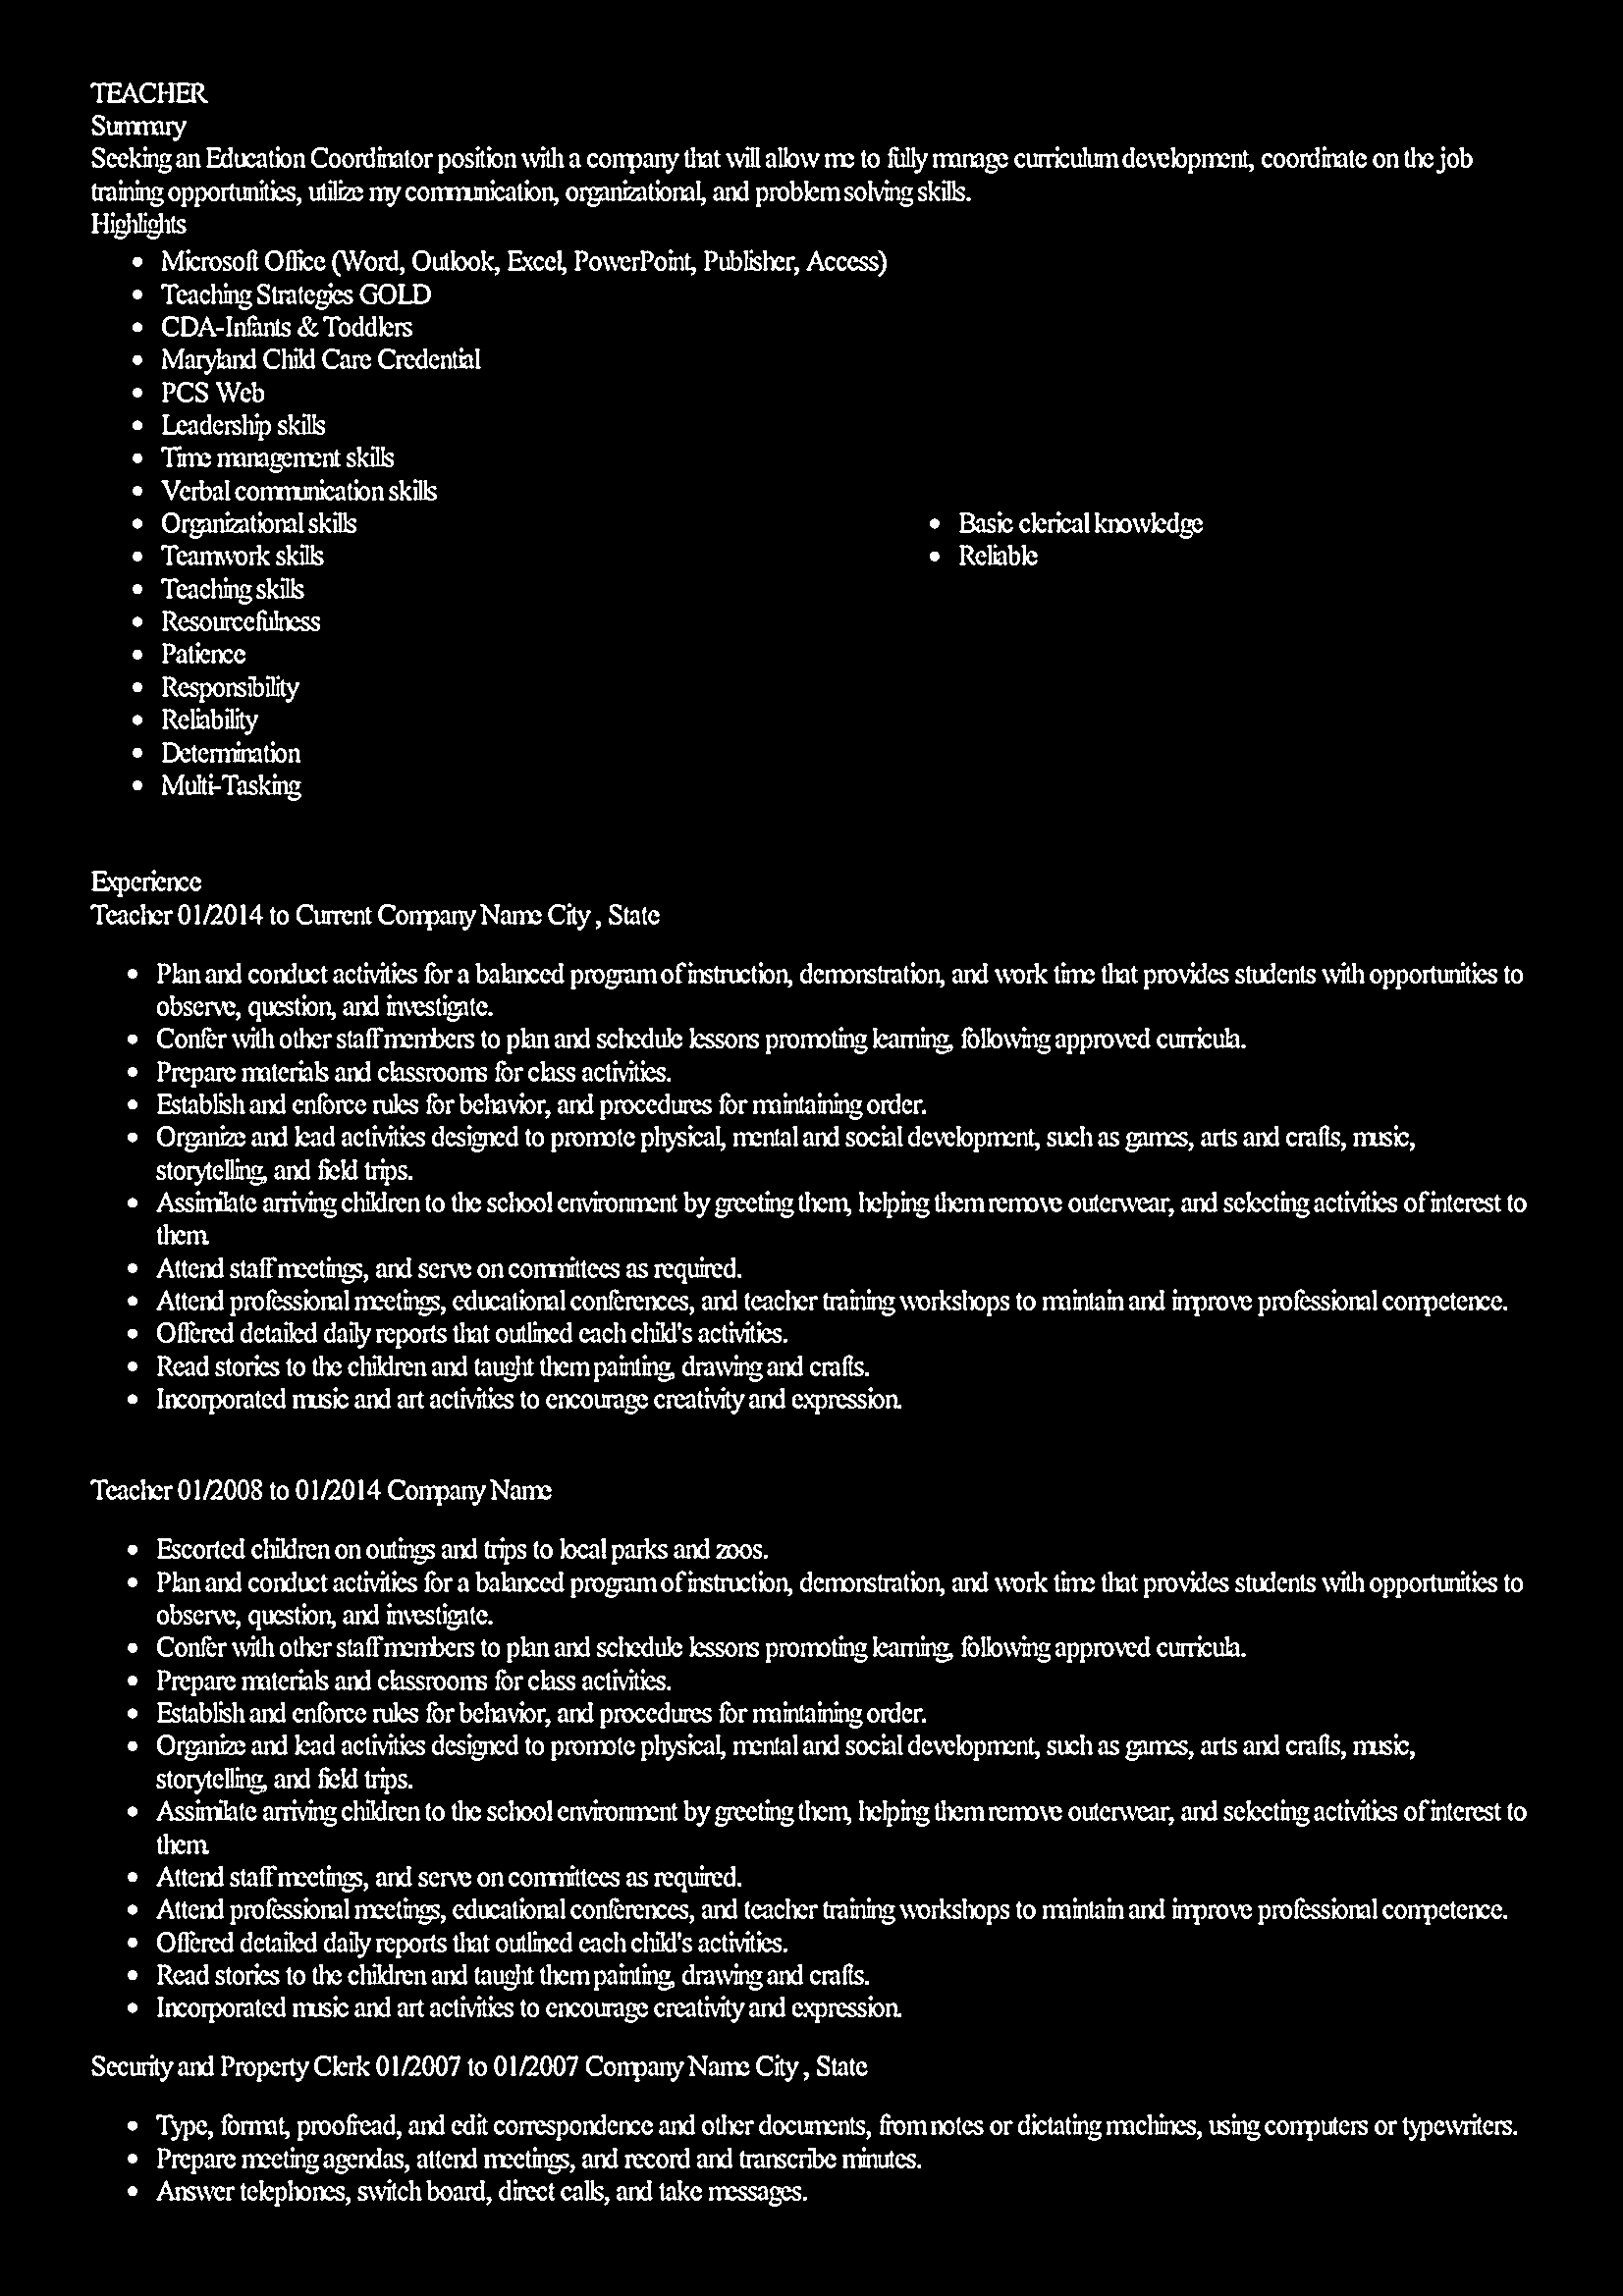 TEACHER
Summary
Seeking an Education Coordinator position with a company that will allow me to fully manage curriculum development, coordinate on the job
training opportunities, utilize my communication, organizational, and problem solving skills.
Highlights
• Microsoft Office (Word, Outlook, Excel, PowerPoint, Publisher, Access)
• Teaching Strategies GOLD
• CDA-Infants & Toddlers
• Maryland Child Care Credential
• PCS Web
• Leadership skills
• Time management skills
• Verbal communication skills
• Organizational skills
• Teamwork skills
• Teaching skills
• Resourcefulness
• Patience
• Responsibility
• Reliability
• Determination
• Multi-Tasking
• Basic clerical knowledge
• Reliable
Experience
Teacher 01/2014 to Current Company Name City , State
• Plan and conduct activities for a balanced program of instruction, demonstration, and work time that provides students with opportunities to
observe, question, and investigate.
• Confer with other staff members to plan and schedule lessons promoting learning, following approved curricula.
• Prepare materials and classrooms for class activities.
• Establish and enforce rules for behavior, and procedures for maintaining order.
• Organize and lead activities designed to promote physical, mental and social development, such as games, arts and crafts, music,
storytelling, and field trips.
• Assimilate arriving children to the school environment by greeting them, helping them remove outerwear, and selecting activities of interest to
them.
• Attend staff meetings, and serve on committees as required.
• Attend professional meetings, educational conferences, and teacher training workshops to maintain and improve professional competence.
• Offered detailed daily reports that outlined each child's activities.
• Read stories to the children and taught them painting, drawing and crafts.
• Incorporated music and art activities to encourage creativity and expression.
Teacher 01/2008 to 01/2014 Company Name
• Escorted children on outings and trips to local parks and zoos.
• Plan and conduct activities for a balanced program of instruction, demonstration, and work time that provides students with opportunities to
observe, question, and investigate.
• Confer with other staff members to plan and schedule lessons promoting learning, following approved curricula.
• Prepare materials and classrooms for class activities.
• Establish and enforce rules for behavior, and procedures for maintaining order.
• Organize and lead activities designed to promote physical, mental and social development, such as games, arts and crafts, music,
storytelling, and field trips.
• Assimilate arriving children to the school environment by greeting them, helping them remove outerwear, and selecting activities of interest to
them.
• Attend staff meetings, and serve on committees as required.
• Attend professional meetings, educational conferences, and teacher training workshops to maintain and improve professional competence.
• Offered detailed daily reports that outlined each child's activities.
• Read stories to the children and taught them painting, drawing and crafts.
• Incorporated music and art activities to encourage creativity and expression.
Security and Property Clerk 01/2007 to 01/2007 Company Name City , State
• Type, format, proofread, and edit correspondence and other documents, from notes or dictating machines, using computers or typewriters.
• Prepare meeting agendas, attend meetings, and record and transcribe minutes.
• Answer telephones, switch board, direct calls, and take messages.